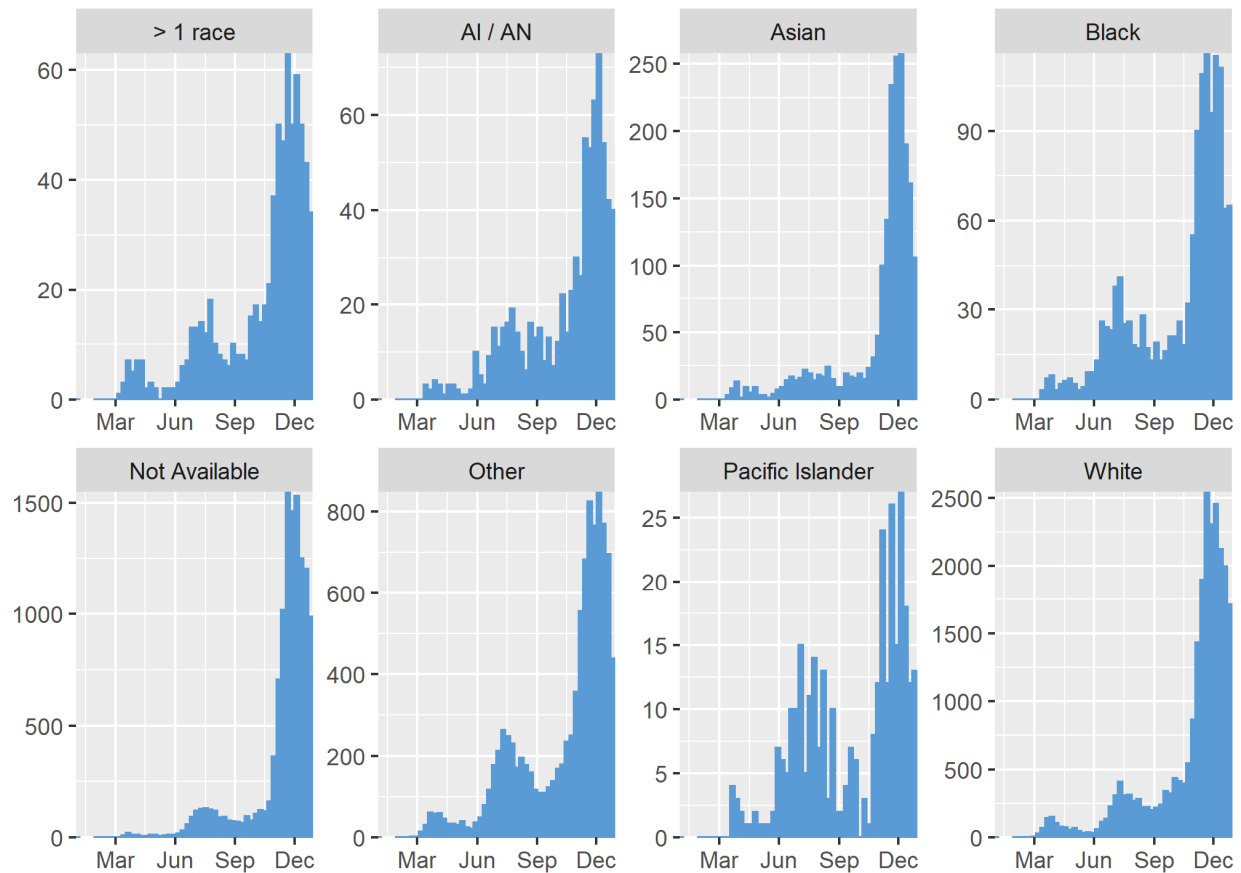 > 1 race
AI / AN
Asian
Black
60
40
20
0
60
40
20
0
250
200
150
100
50
0
90
60
30
0
Mar Jun Sep Dec
Mar Jun Sep Dec
Mar Jun Sep Dec
Mar Jun Sep Dec
Not Available
Other
Pacific Islander
White
1500
1000
500
0
800
600
400
200
0
25
20
15
10
5
0
2500
2000
1500
1000
500
0
Mar Jun Sep Dec
Mar Jun Sep Dec
Mar Jun Sep Dec
Mar Jun Sep Dec